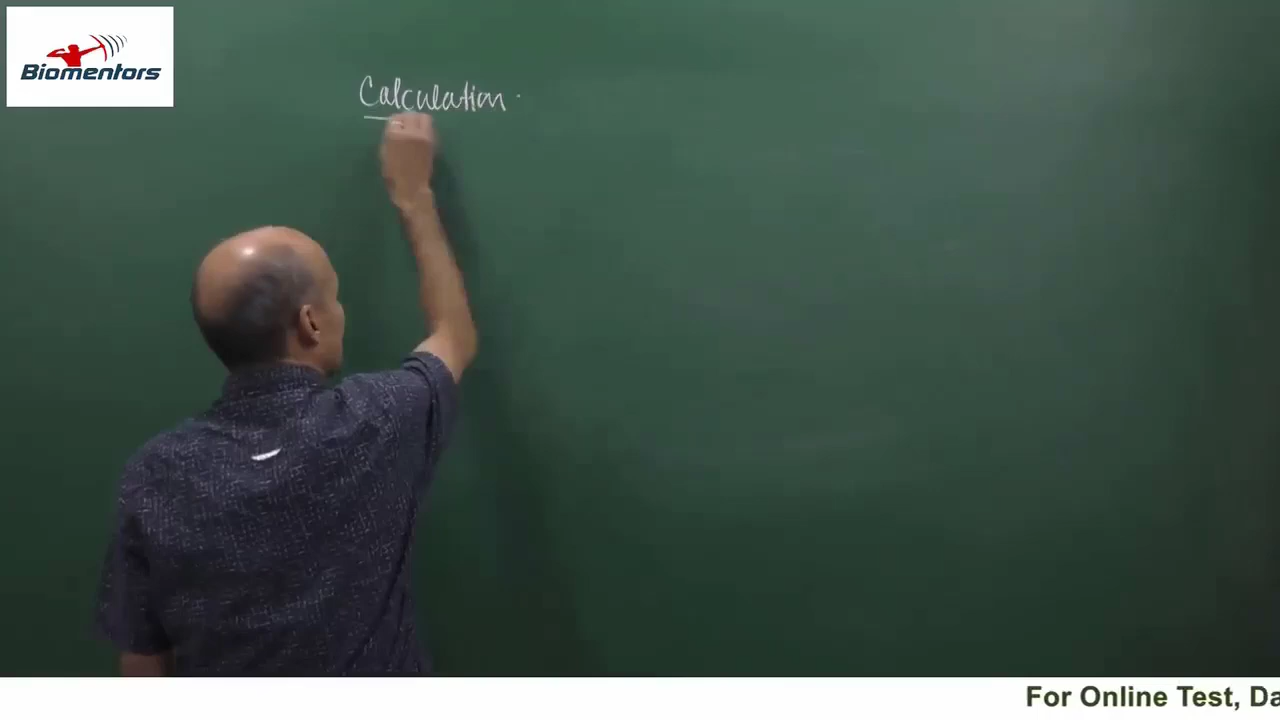 Biomentors
Calculation.
For Online Test, Da